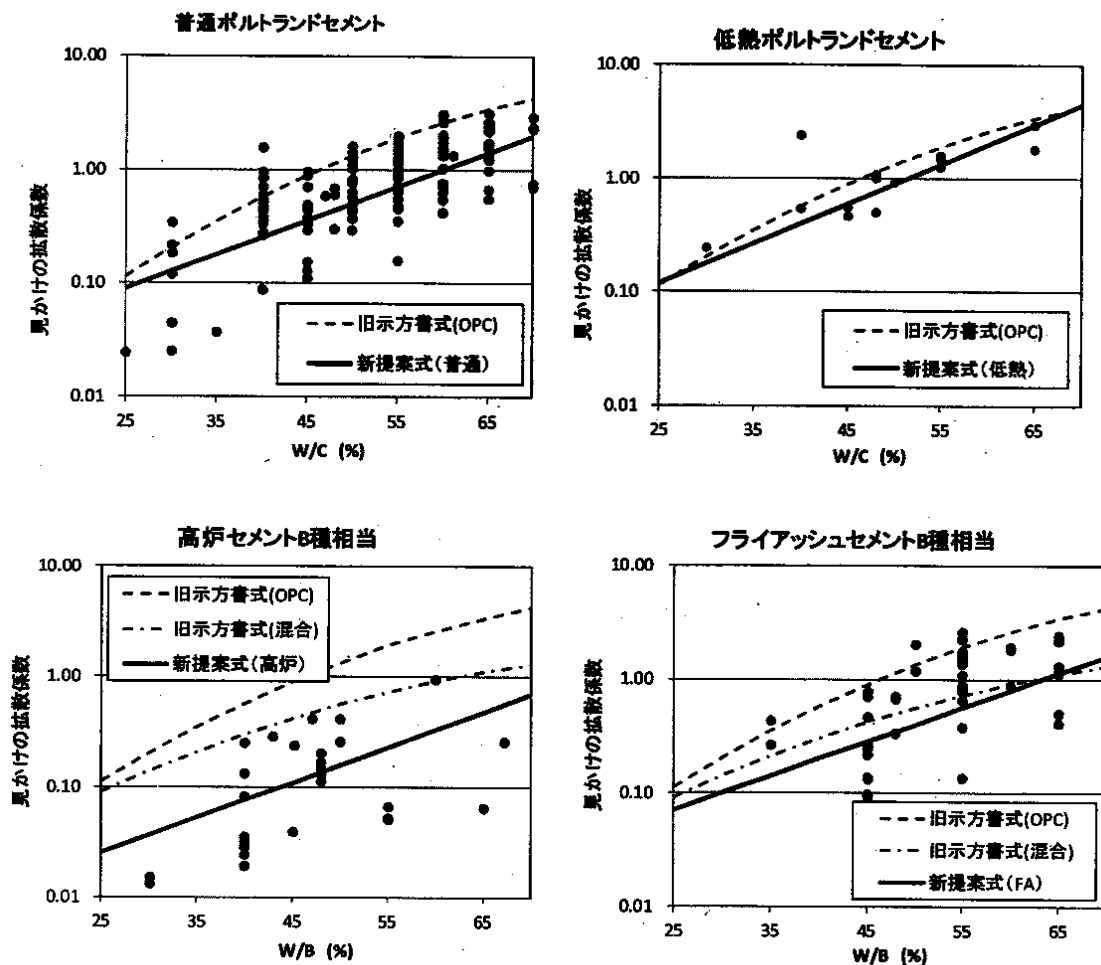 普通ポルトランドセメント
10.00
1.00
0.10
0.01
見かけの拡散係数
旧示方書式(OPC)
新提案式(普通)
25
35
45
55
65
W/C (%)
低熱ポルトランドセメント
10.00
1.00
0.10
0.01
見かけの拡散係数
旧示方書式(OPC)
新提案式(低熱)
25
35
45
55
65
W/C (%)
高炉セメントB種相当
10.00
1.00
0.10
0.01
見かけの拡散係数
旧示方書式(OPC)
旧示方書式(混合)
新提案式(高炉)
25
35
45
55
65
W/B (%)
フライアッシュセメントB種相当
10.00
1.00
0.10
0.01
見かけの拡散係数
旧示方書式(OPC)
旧示方書式(混合)
新提案式(FA)
25
35
45
55
65
W/B (%)